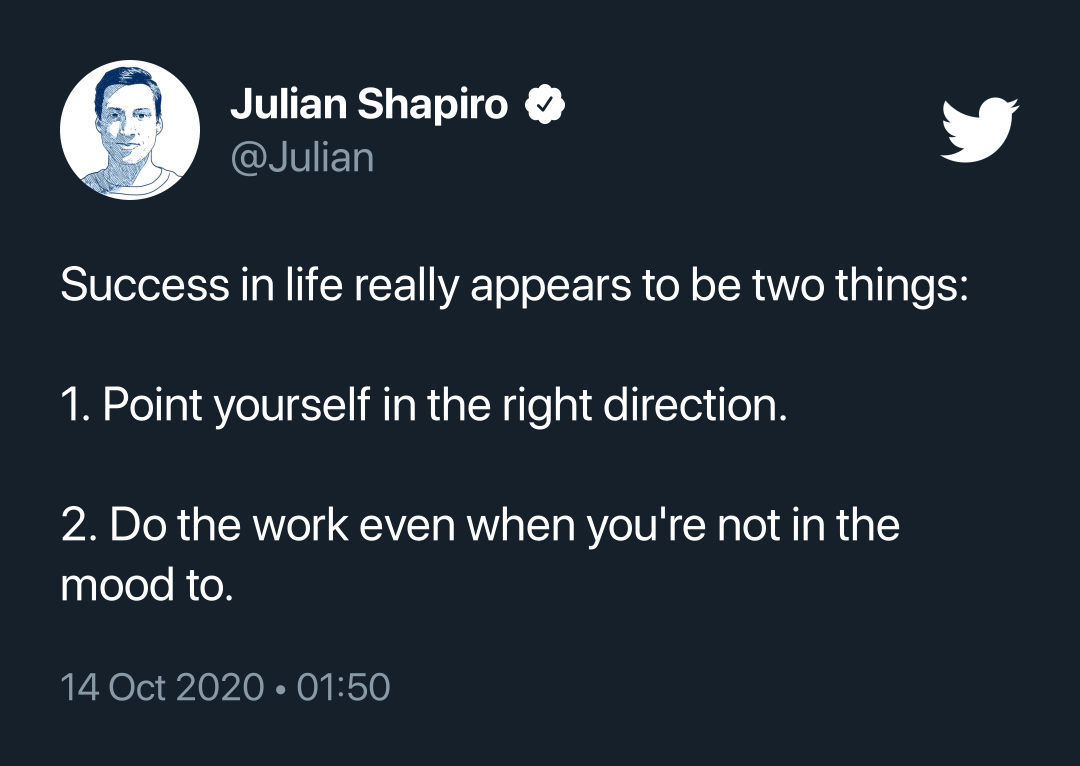 Julian Shapiro
@Julian
Success in life really appears to be two things:
1. Point yourself in the right direction.
2. Do the work even when you're not in the
mood to.
14 Oct 2020 • 01:50